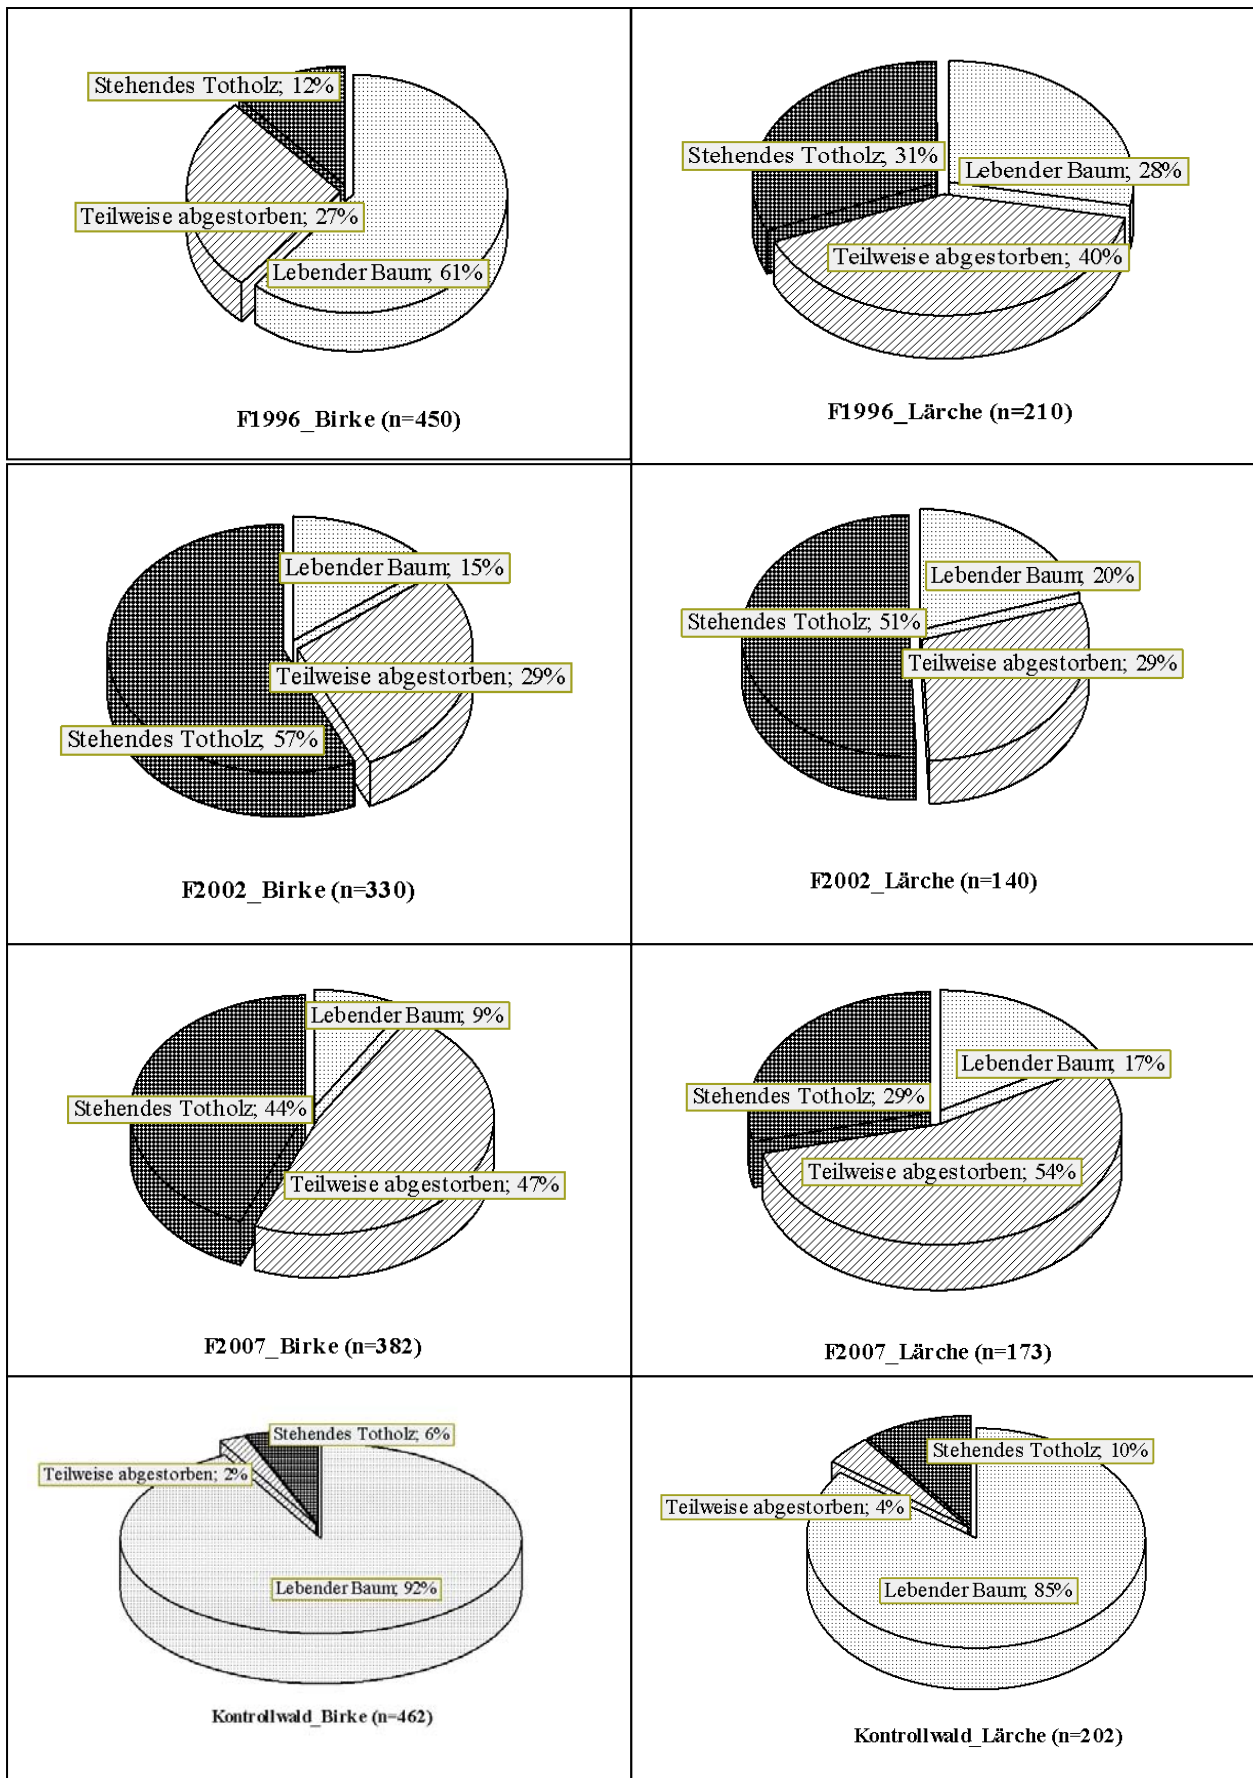 Stehendes Totholz; 12%
Teilweise abgestorben; 27%
Lebender Baum; 61%
F1996_Birke (n=450)
Stehendes Totholz; 31%
Lebender Baum; 28%
Teilweise abgestorben; 40%
F1996_Lärche (n=210)
Lebender Baum; 15%
Teilweise abgestorben; 29%
Stehendes Totholz; 57%
F2002_Birke (n=330)
Lebender Baum; 20%
Stehendes Totholz; 51%
Teilweise abgestorben; 29%
F2002_Lärche (n=140)
Lebender Baum; 9%
Stehendes Totholz; 44%
Teilweise abgestorben; 47%
F2007_Birke (n=382)
Lebender Baum; 17%
Stehendes Totholz; 29%
Teilweise abgestorben; 54%
F2007_Lärche (n=173)
Stehendes Totholz; 6%
Teilweise abgestorben; 2%
Lebender Baum; 92%
Kontrollwald_Birke (n=462)
Stehendes Totholz; 10%
Teilweise abgestorben; 4%
Lebender Baum; 85%
Kontrollwald_Lärche (n=202)